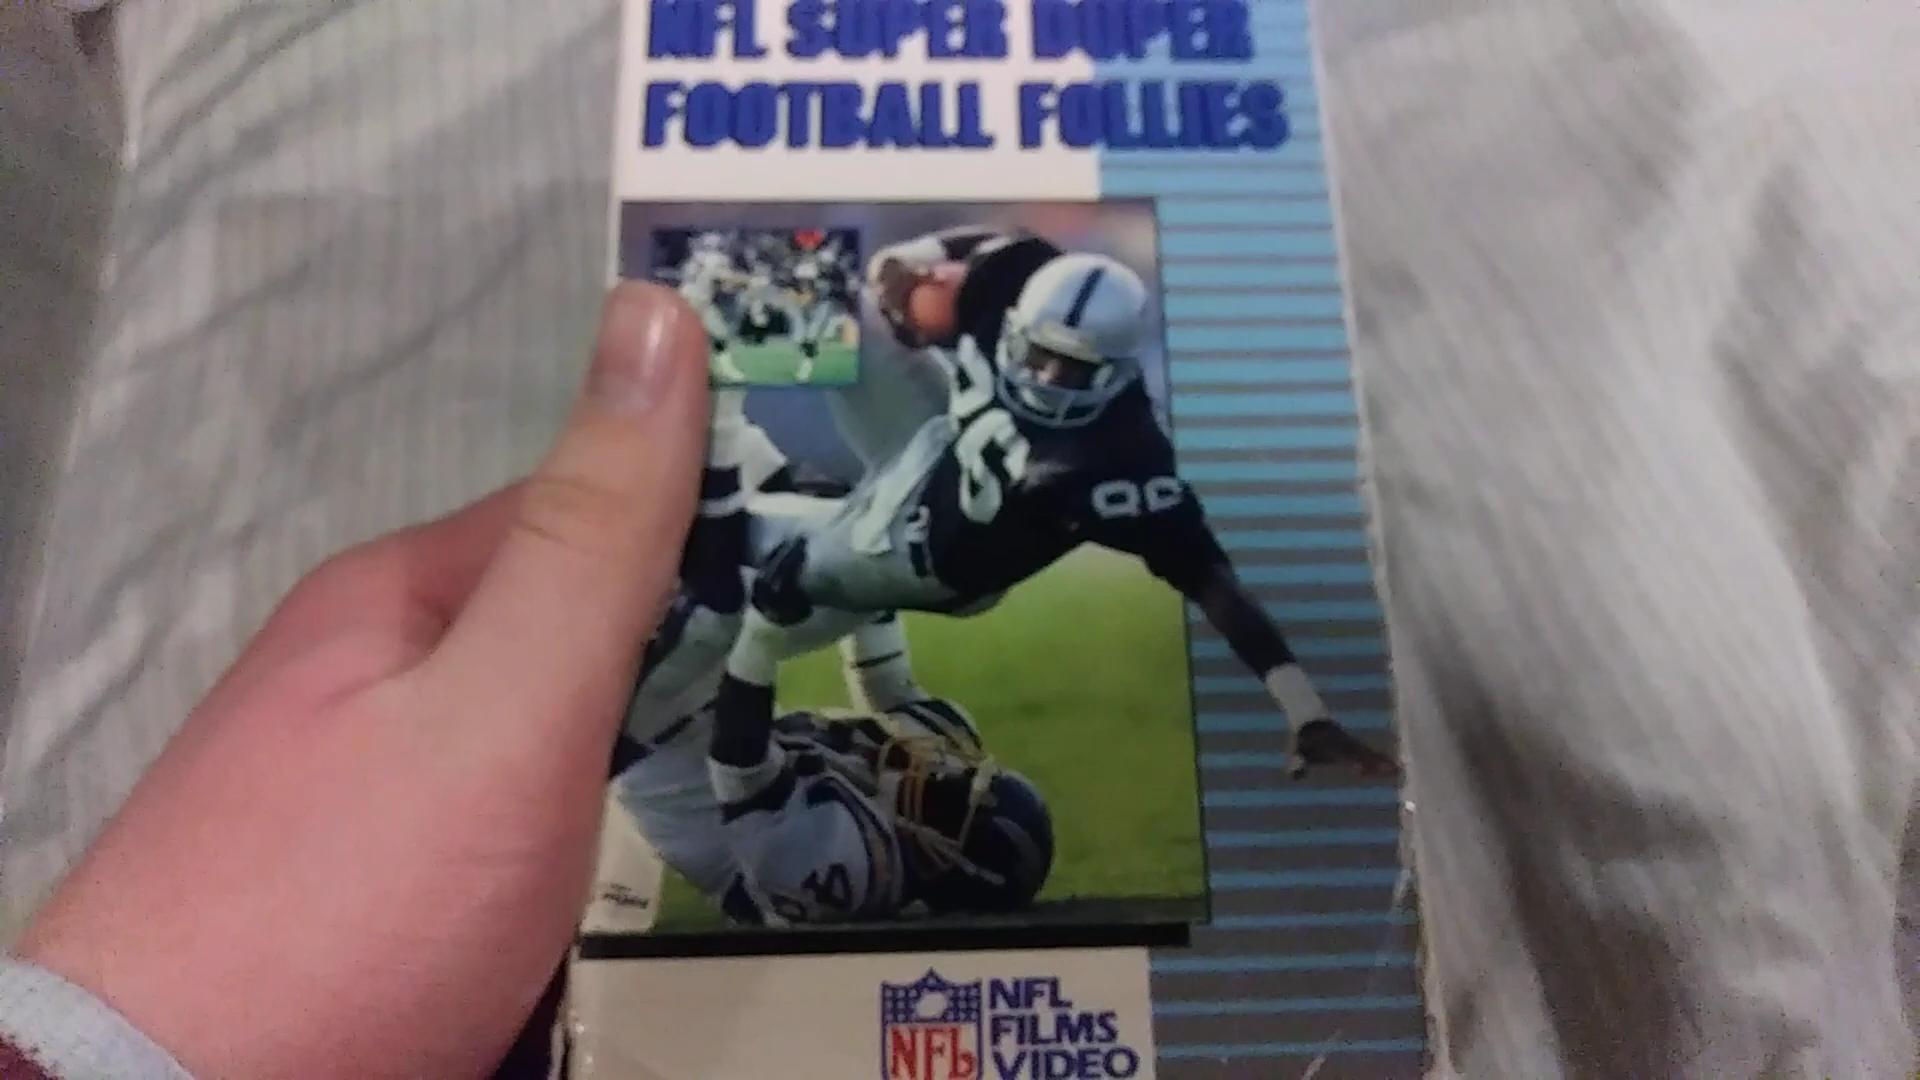 NFL SUPER DUPER
FOOTBALL FOLLIES
NFL
NFL
FILMS
VIDEO